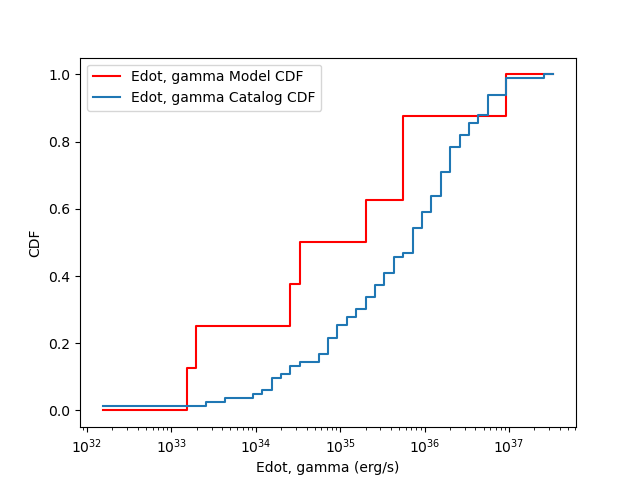 Edot, gamma Model CDF
Edot, gamma Catalog CDF
1.0
0.8
0.6
0.4
0.2
0.0
CDF
10^32 10^33 10^34 10^35 10^36 10^37
Edot, gamma (erg/s)